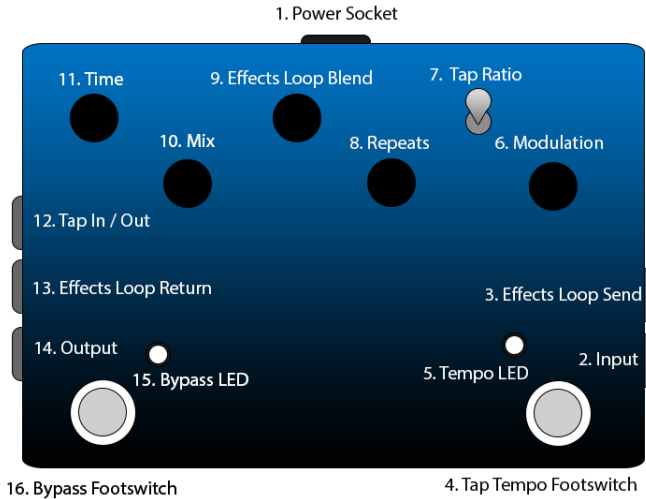 1. Power Socket
11. Time
9. Effects Loop Blend
7. Tap Ratio
10. Mix
8. Repeats
6. Modulation
12. Tap In / Out
13. Effects Loop Return
3. Effects Loop Send
14. Output
2. Input
15. Bypass LED
5. Tempo LED
16. Bypass Footswitch
4. Tap Tempo Footswitch